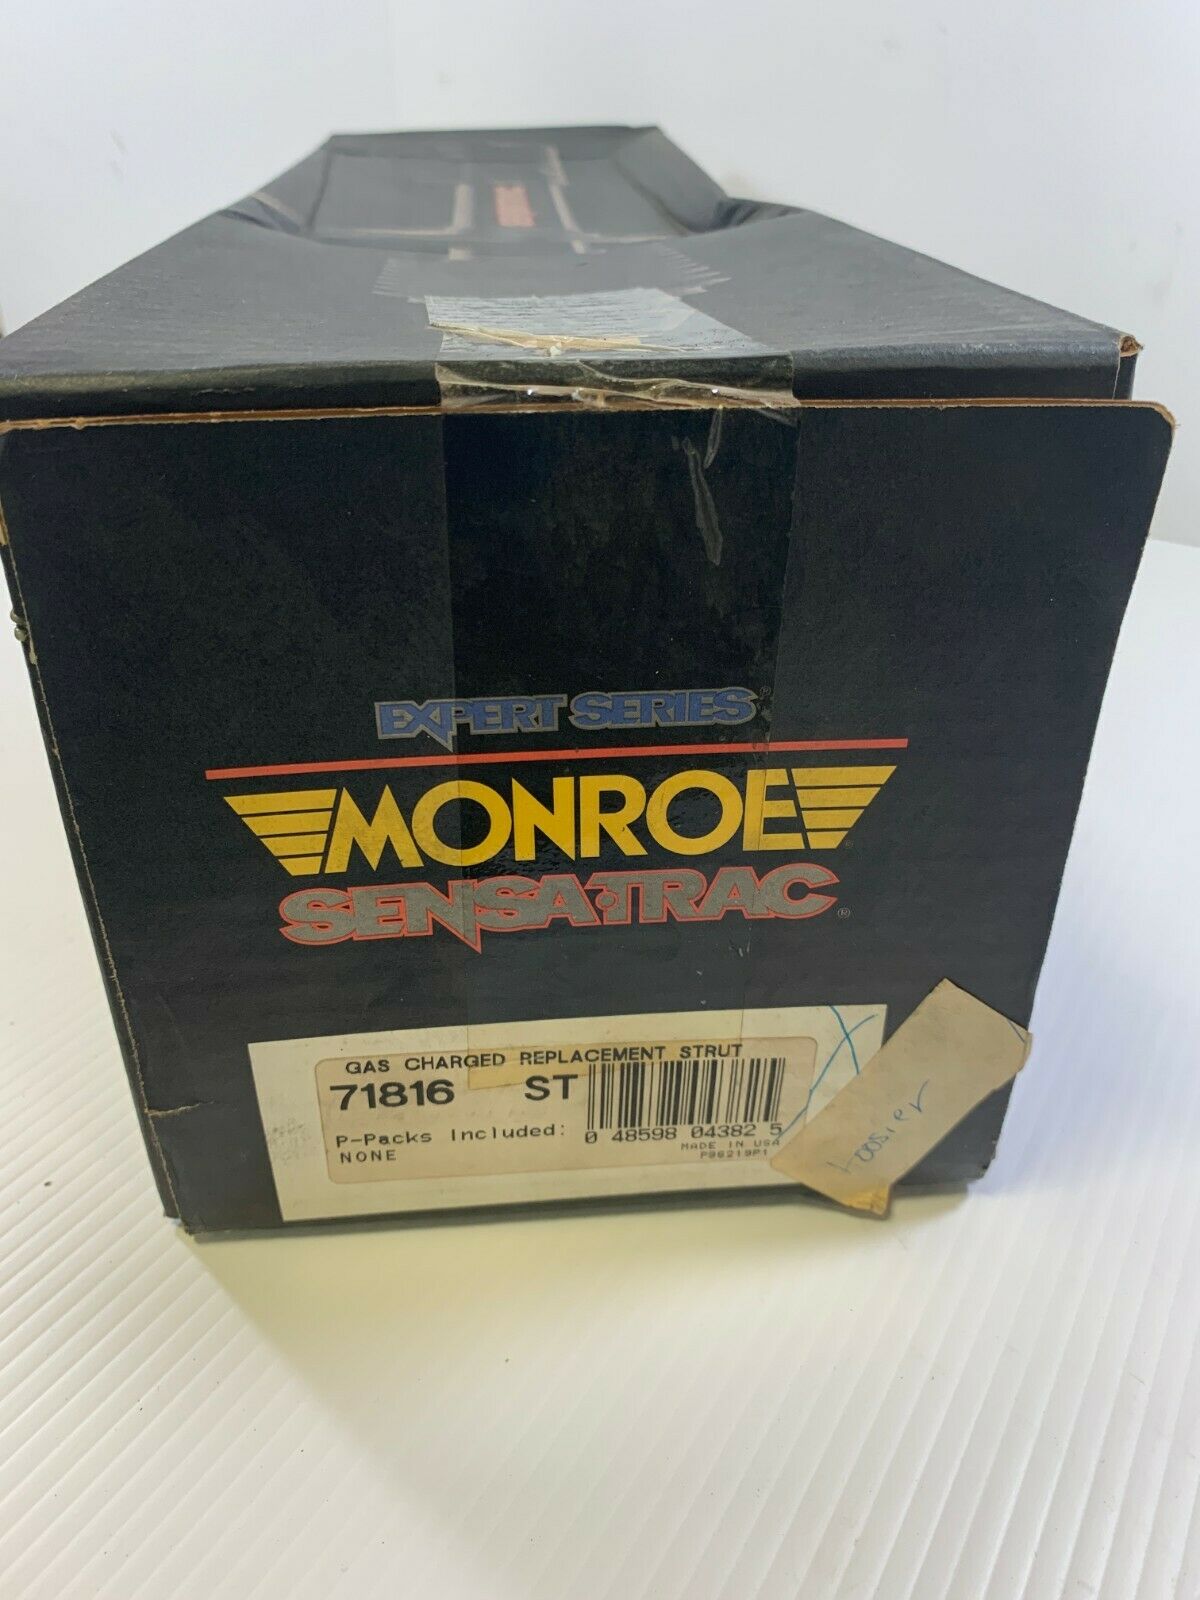 EXPERT SERIES®
MONROE®
SENSA•TRAC®
GAS CHARGED REPLACEMENT STRUT
71816 ST
0 48598 04382 5
P-Packs Included:
NONE
MADE IN USA
P96219P1
Hoosier